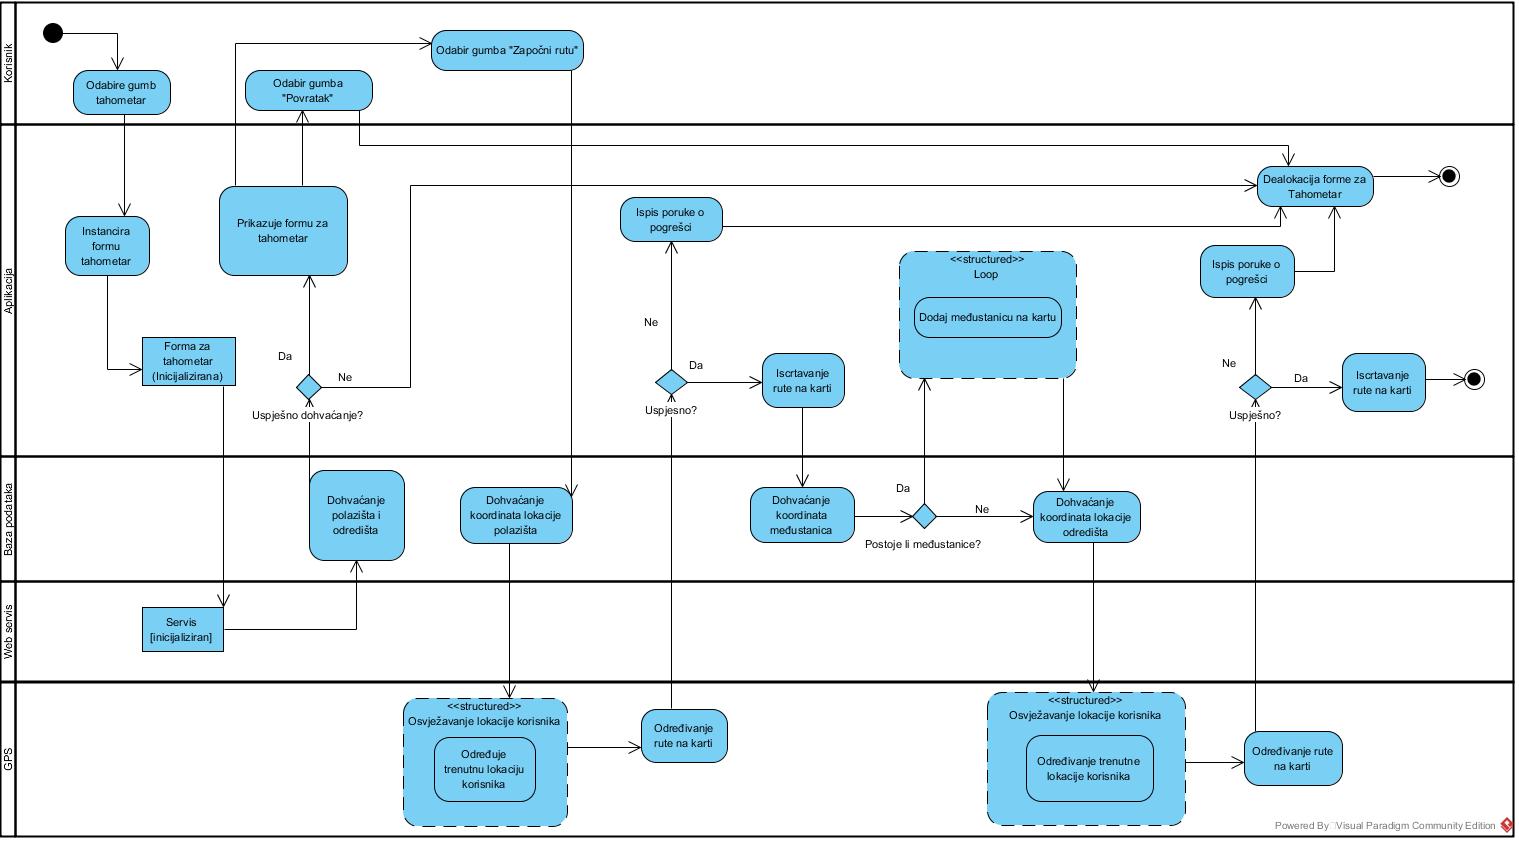 Korisnik
Odabire gumb
tahometar
Odabir gumba
"Povratak"
Odabir gumba "Započni rutu"
Aplikacija
Instancira
formu
tahometar
Forma za
tahometar
(Inicijalizirana)
Prikazuje formu za
tahometar
Da
Ne
Uspješno dohvaćanje?
Ispis poruke o
pogrešci
Ne
Da
Uspjesno?
Iscrtavanje
rute na karti
<<structured>>
Loop
Dodaj međustanicu na kartu
Dealokacija forme za
Tahometar
Ispis poruke o
pogrešci
Ne
Da
Uspješno?
Iscrtavanje
rute na karti
Baza podataka
Dohvaćanje
polazišta i
odredišta
Dohvaćanje
koordinata lokacije
polazišta
Dohvaćanje
koordinata
međustanica
Da
Ne
Postoje li međustanice?
Dohvaćanje
koordinata lokacije
odredišta
Web servis
Servis
[inicijaliziran]
GPS
<<structured>>
Osvježavanje lokacije korisnika
Određuje
trenutnu lokaciju
korisnika
Određivanje
rute na karti
<<structured>>
Osvježavanje lokacije korisnika
Određivanje trenutne
lokacije korisnika
Određivanje rute
na karti
Powered By Visual Paradigm Community Edition